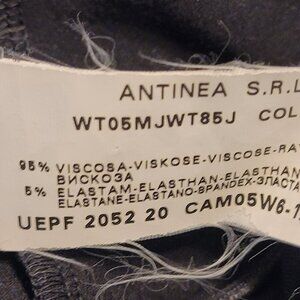 ANTINEA S.R.L
WT05MJWT85J COL
95% VISCOSA-VISKOSE-VISCOSE-RA
ВИСКОЗА
5% ELASTAM-ELASTHAN-ELASTHAN
ELASTANE-ELASTANO-SPANDEX-ЭЛАСТА
UEPF 2052 20 CAM05W6-1